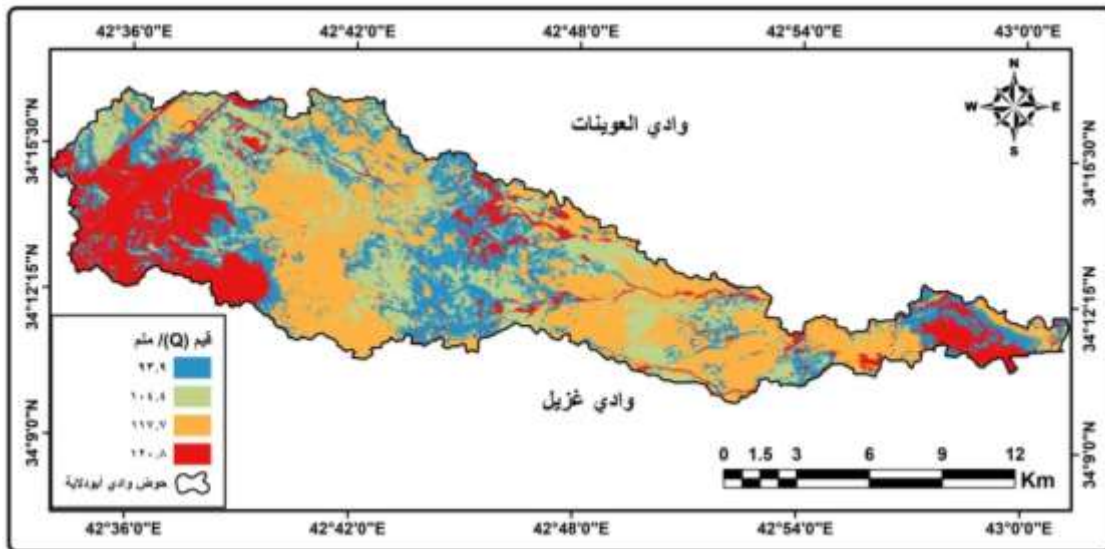 42°36'0"E 42°42'0"E 42°48'0"E 42°54'0"E 43°0'0"E
N
W E
S
وادي العوينات
34°15'30"N 34°15'30"N
34°12'15"N 34°12'15"N
قيم (Q)/ ملم
٩٣.٩
١٠٤.٤
١١٧.٧
١٢٠.٨
حوض وادي أبودلاية
وادي غزيل
34°9'0"N 34°9'0"N
0 1.5 3 6 9 12
Km
42°36'0"E 42°42'0"E 42°48'0"E 42°54'0"E 43°0'0"E